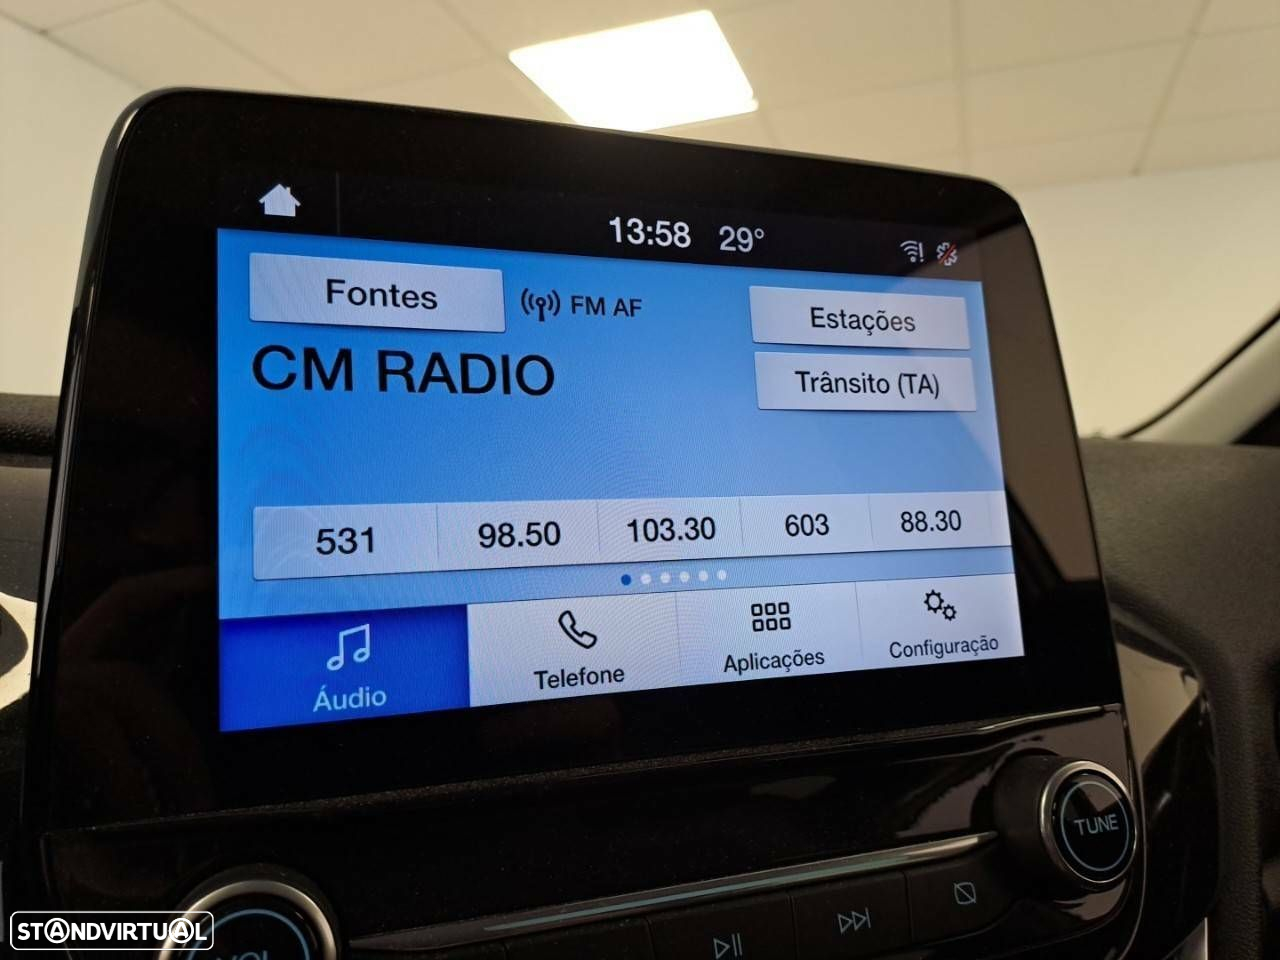 13:58 29°
Fontes
FM AF
Estações
CM RADIO
Trânsito (TA)
531 98.50 103.30 603 88.30
Áudio
Telefone
Aplicações
Configuração
TUNE
VOL
STANDVIRTUAL